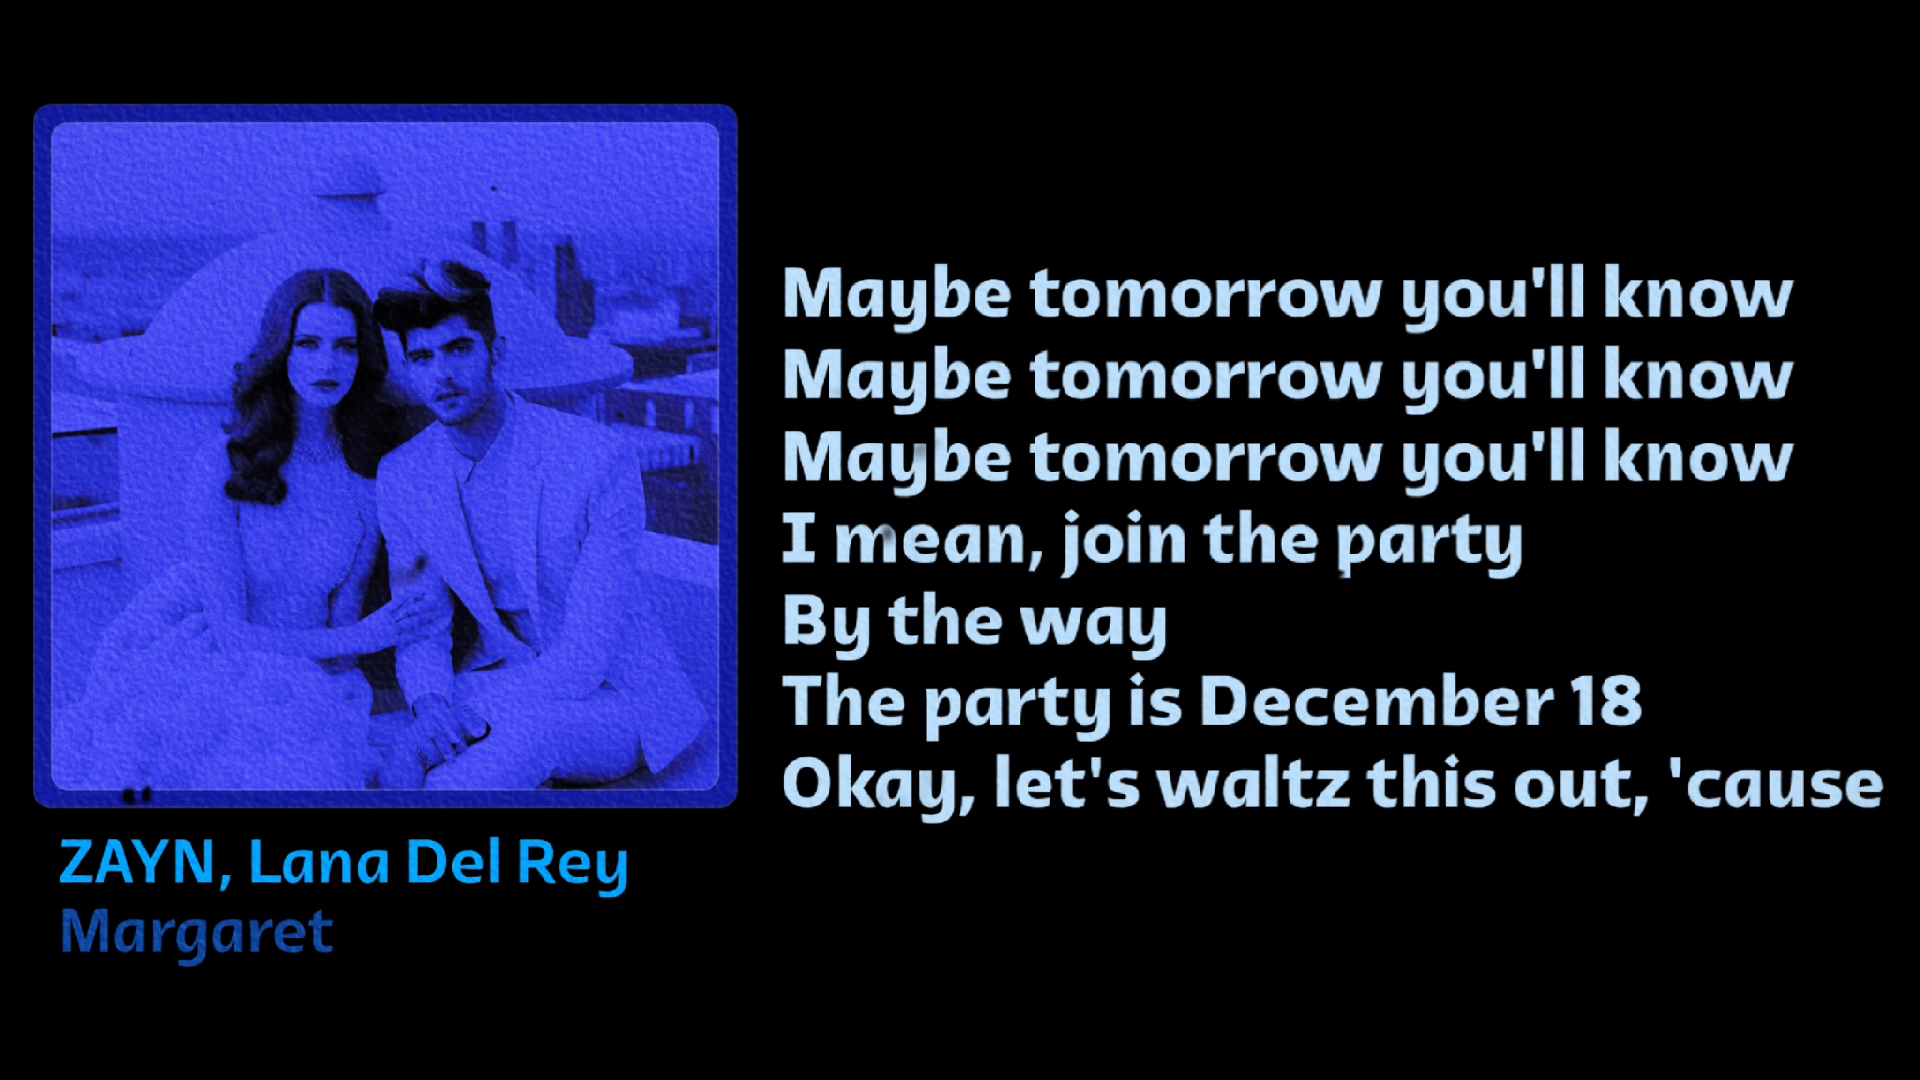 Maybe tomorrow you'll know
Maybe tomorrow you'll know
Maybe tomorrow you'll know
I mean, join the party
By the way
The party is December 18
Okay, let's waltz this out, 'cause
ZAYN, Lana Del Rey
Margaret